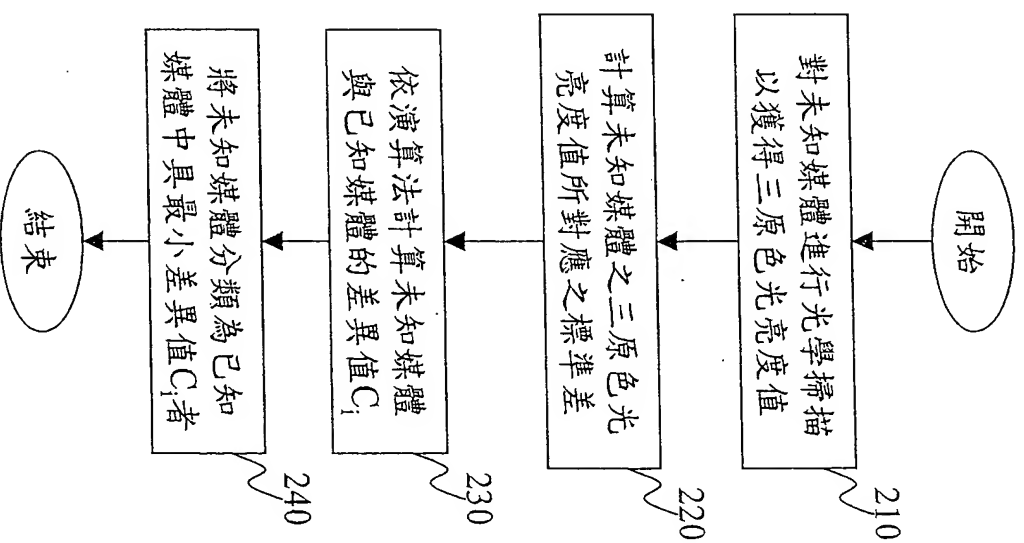 開始
對未知媒體進行光學掃描
以獲得三原色光亮度值
210
計算未知媒體之三原色光
亮度值所對應之標準差
220
依演算法計算未知媒體
與已知媒體的差異值Ci
230
將未知媒體分類為已知
媒體中具最小差異值Ci者
240
結束